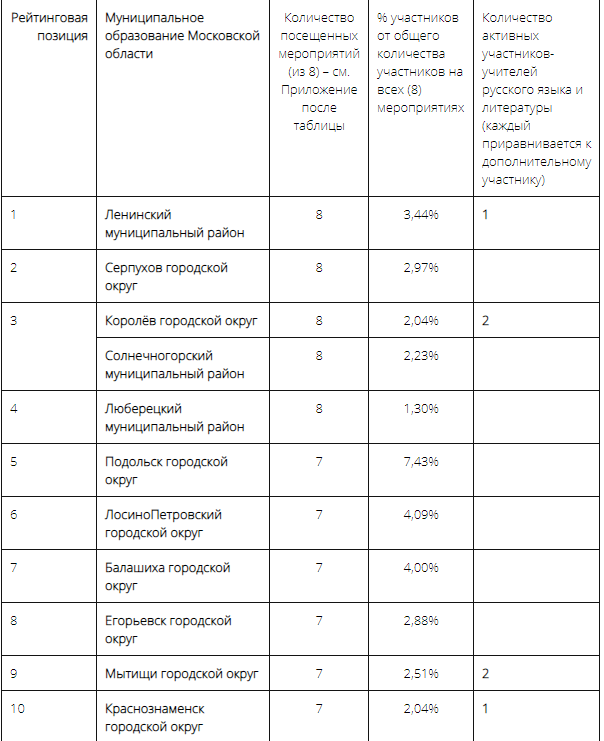 Рейтинговая позиция
Муниципальное образование Московской области
Количество посещенных мероприятий (из 8) – см. Приложение после таблицы
% участников от общего количества участников на всех (8) мероприятиях
Количество активных участников-учителей русского языка и литературы (каждый приравнивается к дополнительному участнику)
1
Ленинский
муниципальный район
8
3,44%
1
2
Серпухов городской
округ
8
2,97%
3
Королёв городской округ
8
2,04%
2
Солнечногорский
муниципальный район
8
2,23%
4
Люберецкий
муниципальный район
8
1,30%
5
Подольск городской
округ
7
7,43%
6
ЛосиноПетровский
городской округ
7
4,09%
7
Балашиха городской
округ
7
4,00%
8
Егорьевск городской
округ
7
2,88%
9
Мытищи городской округ
7
2,51%
2
10
Краснознаменск
городской округ
7
2,04%
1